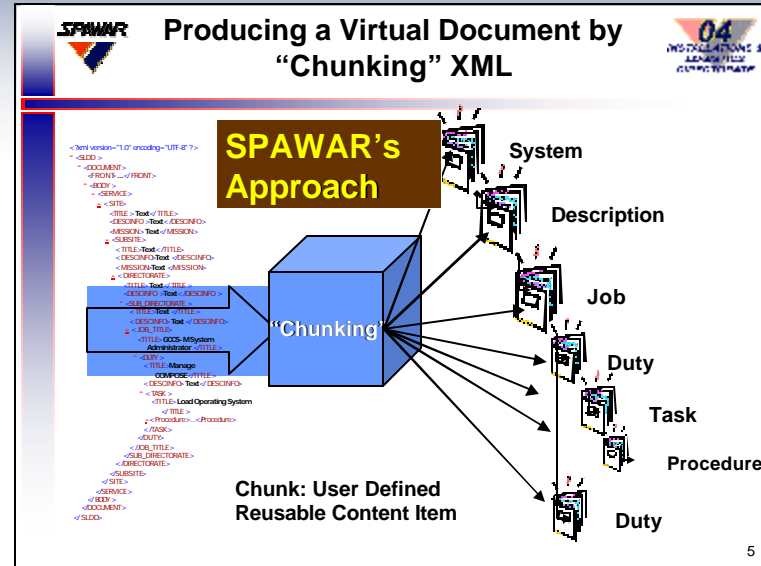 SPAWAR
Producing a Virtual Document by
“Chunking” XML
04
INSTALLATIONS &
LOGISTICS
DIRECTORATE
<?xml version="1.0" encoding="UTF-8" ?>
- <SLDD >
- <DOCUMENT>
<FRONT> ... </FRONT>
- <BODY >
- <SERVICE>
- < SITE>
<TITLE > Text </ TITLE>
<DESCINFO >Text </DESCINFO>
<MISSION> Text </ MISSION>
- <SUBSITE>
< TITLE>Text </TITLE>
< DESCINFO>Text </DESCINFO>
<MISSION>Text </MISSION>
- < DIRECTORATE>
<TITLE> Text </ TITLE >
<DESCINFO >Text </DESCINFO >
- <SUB_DIRECTORATE >
<TITLE>Text </TITLE>
< DESCINFO> Text </ DESCINFO>
- < JOB_TITLE>
<TITLE> GCCS-M System
Administrator </TITLE >
- <DUTY >
< TITLE>Manage
COMPOSE</TITLE >
< DESCINFO> Text </ DESCINFO>
- < TASK >
<TITLE> Load Operating System
</ TITLE >
- < Procedure>...</Procedure>
</TASK>
</DUTY>
</JOB_TITLE>
</SUB_DIRECTORATE >
</DIRECTORATE>
</SUBSITE>
</ SITE>
</SERVICE>
</ BODY >
</DOCUMENT>
</ SLDD>
SPAWAR’s
Approach
“Chunking”
System
Description
Job
Duty
Task
Procedure
Duty
Chunk: User Defined
Reusable Content Item
5